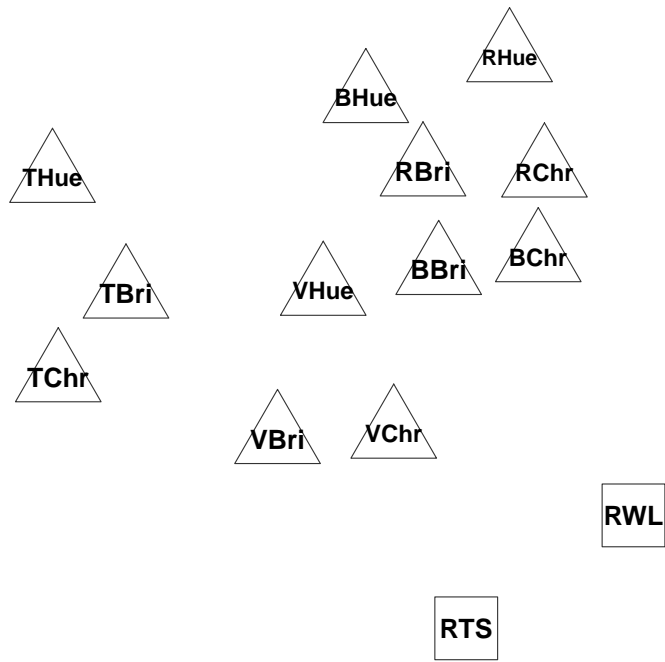 RHue
BHue
RBri
RChr
THue
BChr
BBri
TBri
VHue
TChr
VBri
VChr
RWL
RTS